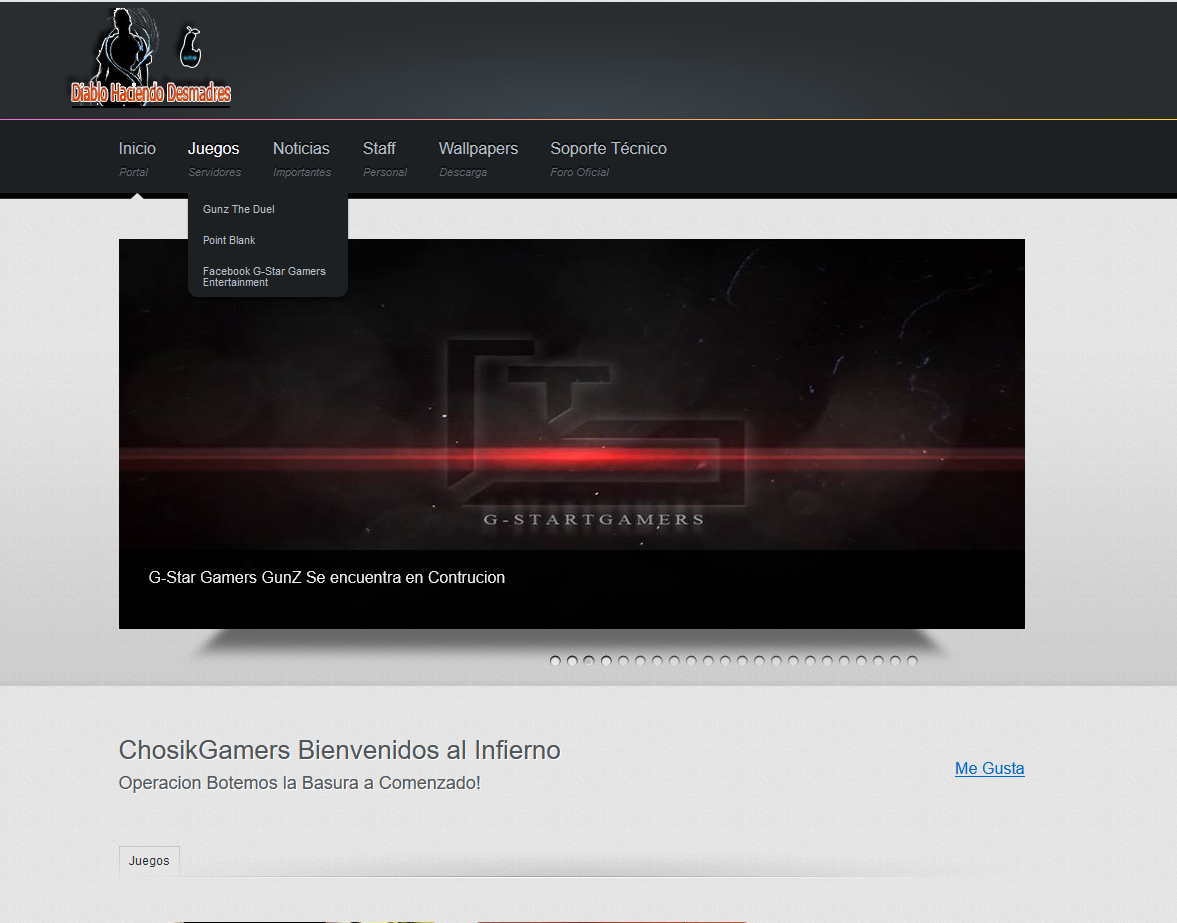 Diablo Haciendo Desmadres
Inicio
Portal
Juegos
Servidores
Noticias
Importantes
Staff
Personal
Wallpapers
Descarga
Soporte Técnico
Foro Oficial
Gunz The Duel
Point Blank
Facebook G-Star Gamers
Entertainment
G-STARTGAMERS
G-Star Gamers GunZ Se encuentra en Contrucion
ChosikGamers Bienvenidos al Infierno
Operacion Botemos la Basura a Comenzado!
Me Gusta
Juegos